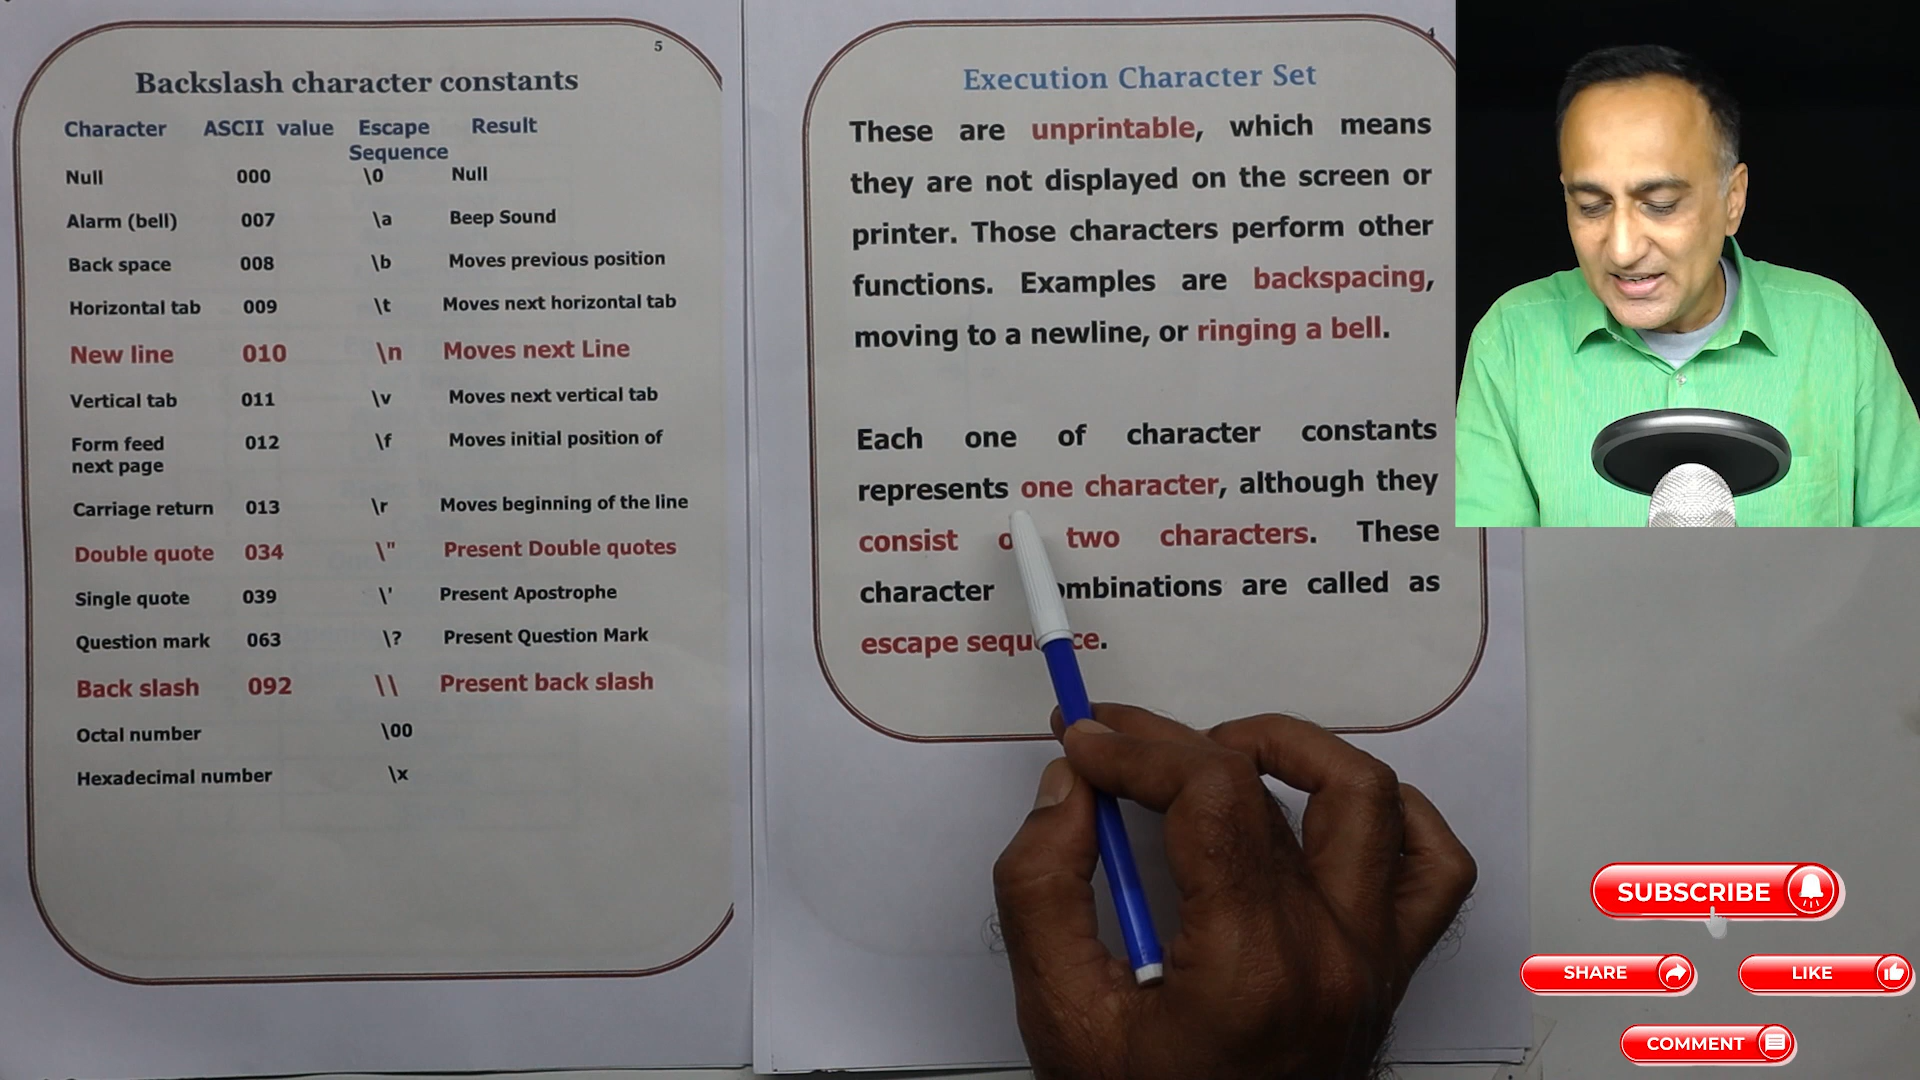 5
Backslash character constants
Character ASCII value Escape Sequence Result
Null 000 \0 Null
Alarm (bell) 007 \a Beep Sound
Back space 008 \b Moves previous position
Horizontal tab 009 \t Moves next horizontal tab
New line 010 \n Moves next Line
Vertical tab 011 \v Moves next vertical tab
Form feed 012 \f Moves initial position of
next page
Carriage return 013 \r Moves beginning of the line
Double quote 034 \" Present Double quotes
Single quote 039 \' Present Apostrophe
Question mark 063 \? Present Question Mark
Back slash 092 \\ Present back slash
Octal number \00
Hexadecimal number \x
4
Execution Character Set
These are unprintable, which means
they are not displayed on the screen or
printer. Those characters perform other
functions. Examples are backspacing,
moving to a newline, or ringing a bell.
Each one of character constants
represents one character, although they
consist of two characters. These
character combinations are called as
escape sequence.
SUBSCRIBE
SHARE
LIKE
COMMENT